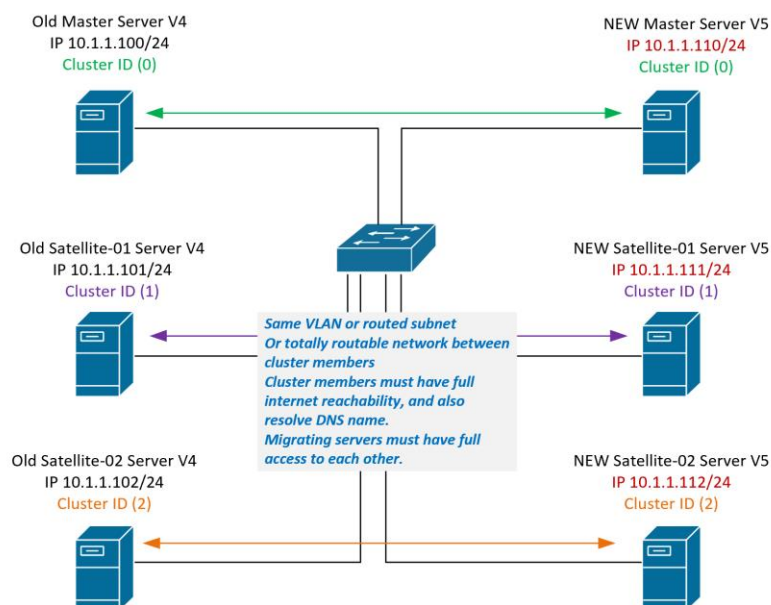 Old Master Server V4
IP 10.1.1.100/24
Cluster ID (0)
NEW Master Server V5
IP 10.1.1.110/24
Cluster ID (0)
Old Satellite-01 Server V4
IP 10.1.1.101/24
Cluster ID (1)
NEW Satellite-01 Server V5
IP 10.1.1.111/24
Cluster ID (1)
Same VLAN or routed subnet
Or totally routable network between
cluster members
Cluster members must have full
internet reachability, and also
resolve DNS name.
Migrating servers must have full
access to each other.
Old Satellite-02 Server V4
IP 10.1.1.102/24
Cluster ID (2)
NEW Satellite-02 Server V5
IP 10.1.1.112/24
Cluster ID (2)